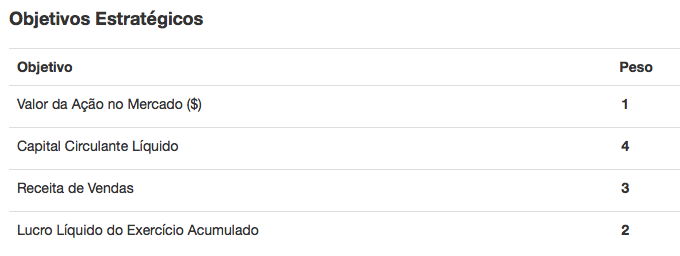 Objetivos Estratégicos
Objetivo Peso
Valor da Ação no Mercado ($) 1
Capital Circulante Líquido 4
Receita de Vendas 3
Lucro Líquido do Exercício Acumulado 2